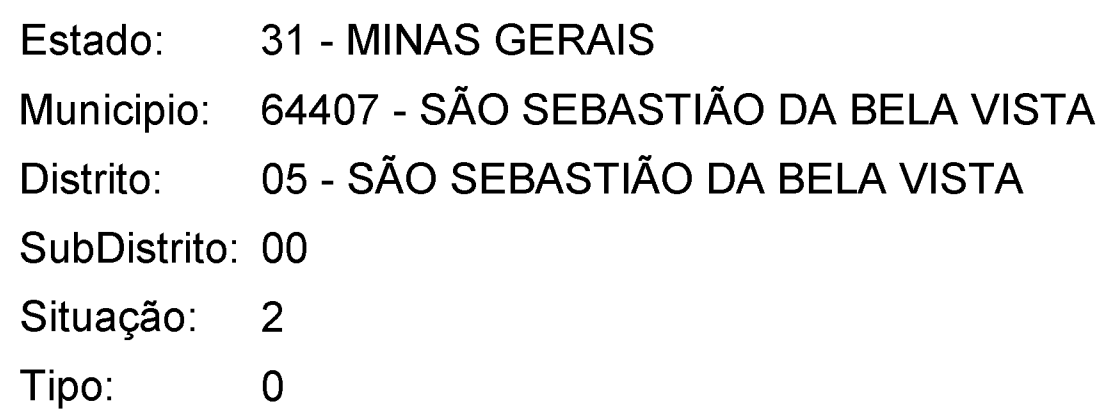 Estado: 31 - MINAS GERAIS
Municipio: 64407 - SÃO SEBASTIÃO DA BELA VISTA
Distrito: 05 - SÃO SEBASTIÃO DA BELA VISTA
SubDistrito: 00
Situação: 2
Tipo: 0